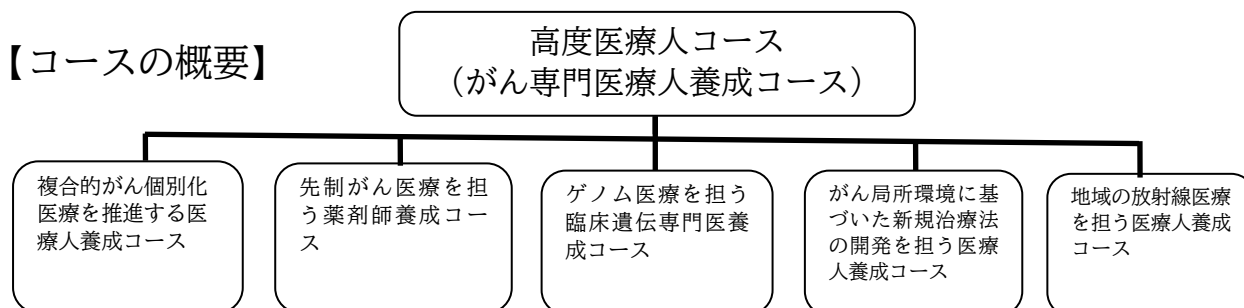 【コースの概要】
高度医療人コース
（がん専門医療人養成コース）
複合的がん個別化
医療を推進する医
療人養成コース
先制がん医療を担
う薬剤師養成コー
ス
ゲノム医療を担う
臨床遺伝専門医養
成コース
がん局所環境に基
づいた新規治療法
の開発を担う医療
人養成コース
地域の放射線医療
を担う医療人養成
コース